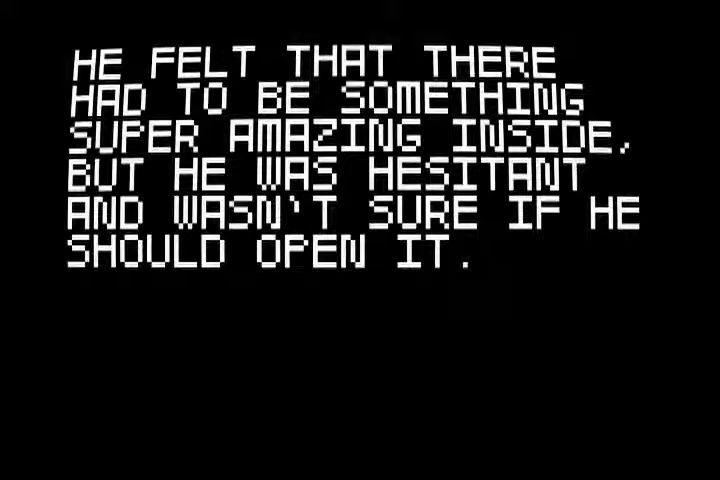 HE FELT THAT THERE
HAD TO BE SOMETHING
SUPER AMAZING INSIDE,
BUT HE WAS HESITANT
AND WASN'T SURE IF HE
SHOULD OPEN IT.